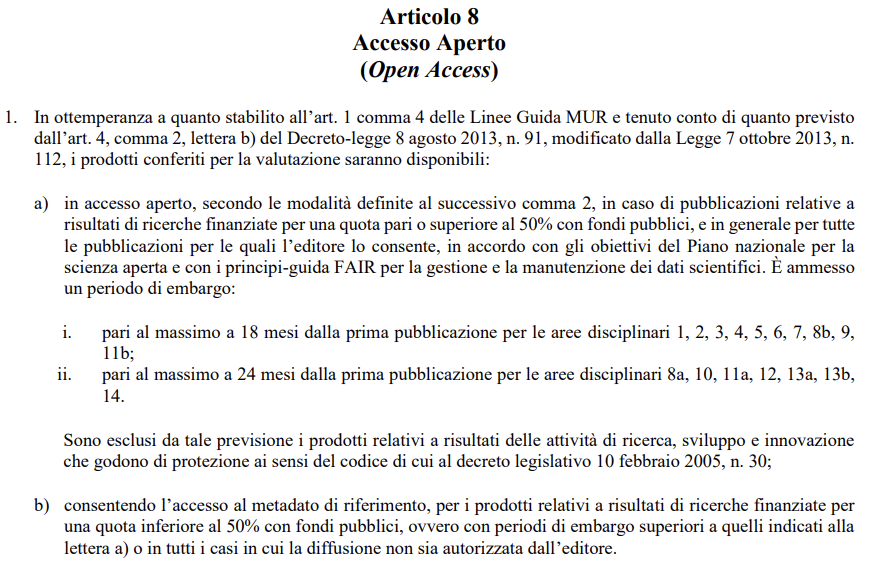 Articolo 8
Accesso Aperto
(Open Access)
1. In ottemperanza a quanto stabilito all’art. 1 comma 4 delle Linee Guida MUR e tenuto conto di quanto previsto
dall’art. 4, comma 2, lettera b) del Decreto-legge 8 agosto 2013, n. 91, modificato dalla Legge 7 ottobre 2013, n.
112, i prodotti conferiti per la valutazione saranno disponibili:
a) in accesso aperto, secondo le modalità definite al successivo comma 2, in caso di pubblicazioni relative a
risultati di ricerche finanziate per una quota pari o superiore al 50% con fondi pubblici, e in generale per tutte
le pubblicazioni per le quali l’editore lo consente, in accordo con gli obiettivi del Piano nazionale per la
scienza aperta e con i principi-guida FAIR per la gestione e la manutenzione dei dati scientifici. È ammesso
un periodo di embargo:
i. pari al massimo a 18 mesi dalla prima pubblicazione per le aree disciplinari 1, 2, 3, 4, 5, 6, 7, 8b, 9,
11b;
ii. pari al massimo a 24 mesi dalla prima pubblicazione per le aree disciplinari 8a, 10, 11a, 12, 13a, 13b,
14.
Sono esclusi da tale previsione i prodotti relativi a risultati delle attività di ricerca, sviluppo e innovazione
che godono di protezione ai sensi del codice di cui al decreto legislativo 10 febbraio 2005, n. 30;
b) consentendo l’accesso al metadato di riferimento, per i prodotti relativi a risultati di ricerche finanziate per
una quota inferiore al 50% con fondi pubblici, ovvero con periodi di embargo superiori a quelli indicati alla
lettera a) o in tutti i casi in cui la diffusione non sia autorizzata dall’editore.